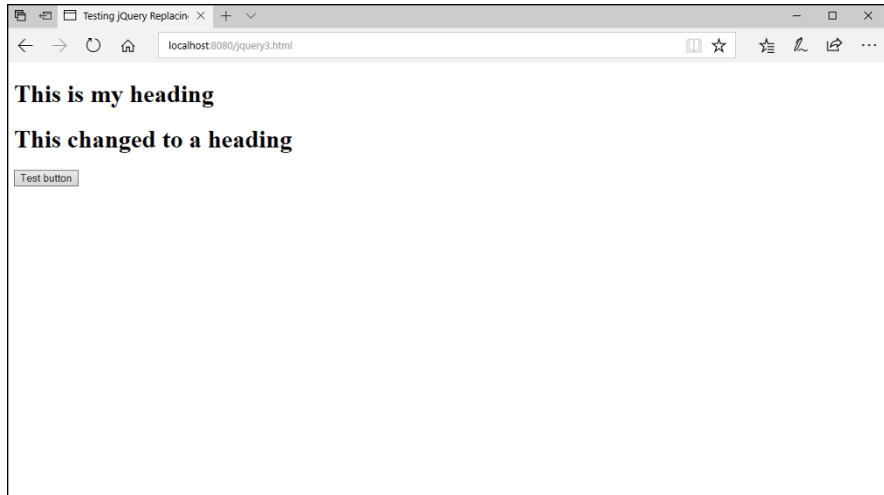 Testing jQuery Replacin
localhost:8080/jquery3.html
This is my heading
This changed to a heading
Test button